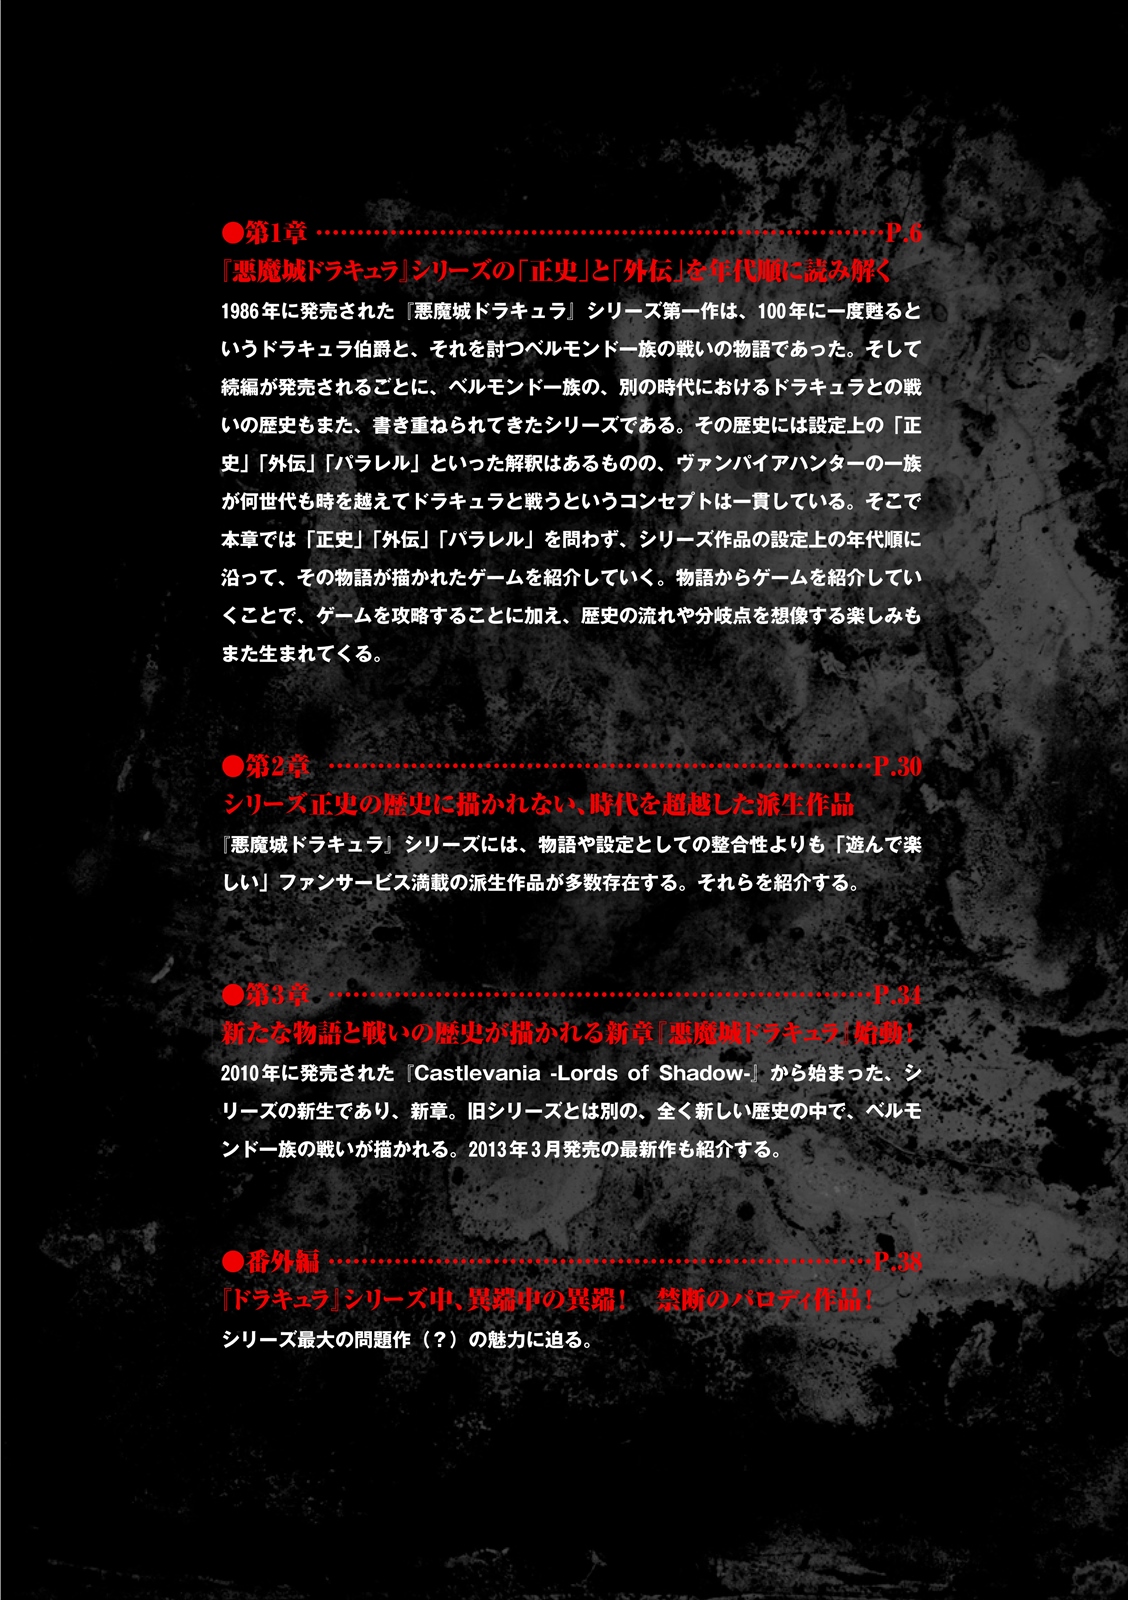 ●第1章 ……………………………………………………………P.6
『悪魔城ドラキュラ』シリーズの「正史」と「外伝」を年代順に読み解く
1986年に発売された『悪魔城ドラキュラ』シリーズ第一作は、100年に一度甦ると
いうドラキュラ伯爵と、それを討つベルモンド一族の戦いの物語であった。そして
続編が発売されるごとに、ベルモンド一族の、別の時代におけるドラキュラとの戦
いの歴史もまた、書き重ねられてきたシリーズである。その歴史には設定上の「正
史」「外伝」「パラレル」といった解釈はあるものの、ヴァンパイアハンターの一族
が何世代も時を越えてドラキュラと戦うというコンセプトは一貫している。そこで
本章では「正史」「外伝」「パラレル」を問わず、シリーズ作品の設定上の年代順に
沿って、その物語が描かれたゲームを紹介していく。物語からゲームを紹介してい
くことで、ゲームを攻略することに加え、歴史の流れや分岐点を想像する楽しみも
また生まれてくる。
●第2章 …………………………………………………………P.30
シリーズ正史の歴史に描かれない、時代を超越した派生作品
『悪魔城ドラキュラ』シリーズには、物語や設定としての整合性よりも「遊んで楽
しい」ファンサービス満載の派生作品が多数存在する。それらを紹介する。
●第3章 …………………………………………………………P.34
新たな物語と戦いの歴史が描かれる新章『悪魔城ドラキュラ』始動！
2010年に発売された『Castlevania -Lords of Shadow-』から始まった、シ
リーズの新生であり、新章。旧シリーズとは別の、全く新しい歴史の中で、ベルモ
ンド一族の戦いが描かれる。2013年3月発売の最新作も紹介する。
●番外編 …………………………………………………………P.38
『ドラキュラ』シリーズ中、異端中の異端！　禁断のパロディ作品！
シリーズ最大の問題作（？）の魅力に迫る。